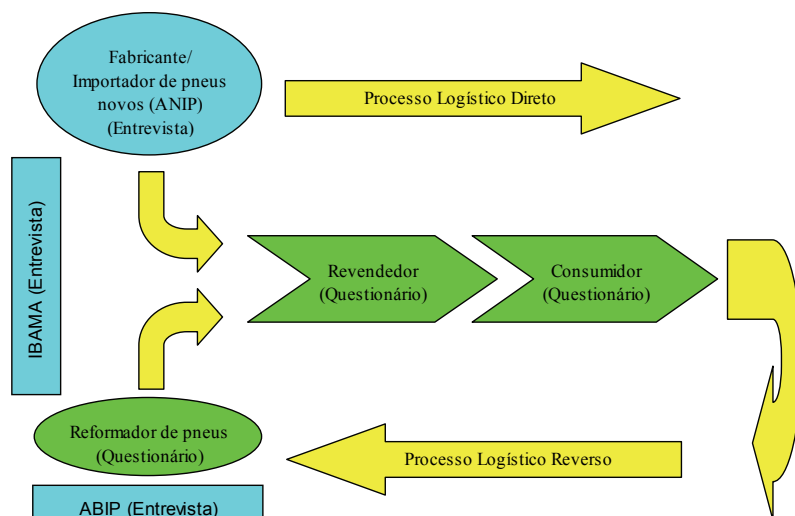 Fabricante/
Importador de pneus
novos (ANIP)
(Entrevista)
Processo Logístico Direto
IBAMA (Entrevista)
Revendedor
(Questionário)
Consumidor
(Questionário)
Reformador de pneus
(Questionário)
Processo Logístico Reverso
ABIP (Entrevista)